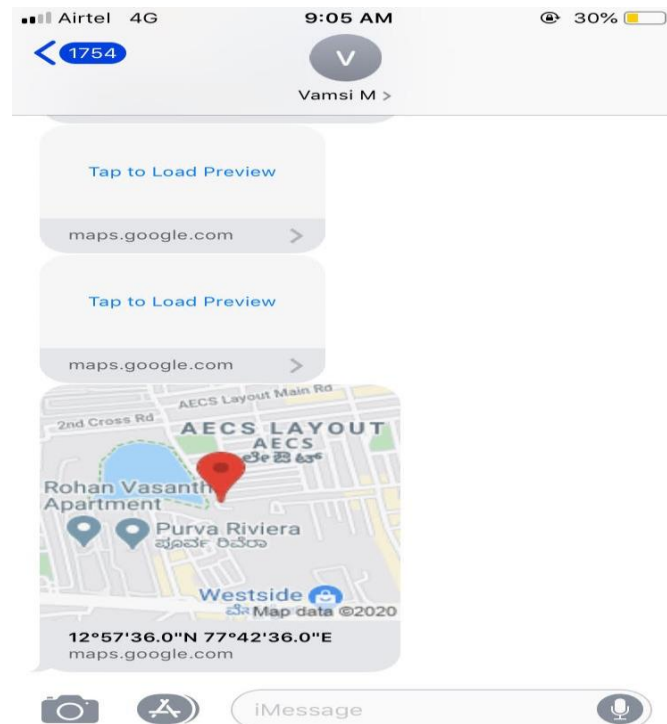 Airtel 4G 9:05 AM 30%
1754
V
Vamsi M >
Tap to Load Preview
maps.google.com
Tap to Load Preview
maps.google.com
AECS Layout Main Rd
2nd Cross Rd
AECS LAYOUT
AECS
ಲೇ ಔಟ್
Rohan Vasanth
Apartment
Purva Riviera
ಪೂರ್ವ ರಿವೆರಾ
Westside
Map data ©2020
12°57'36.0"N 77°42'36.0"E
maps.google.com
iMessage